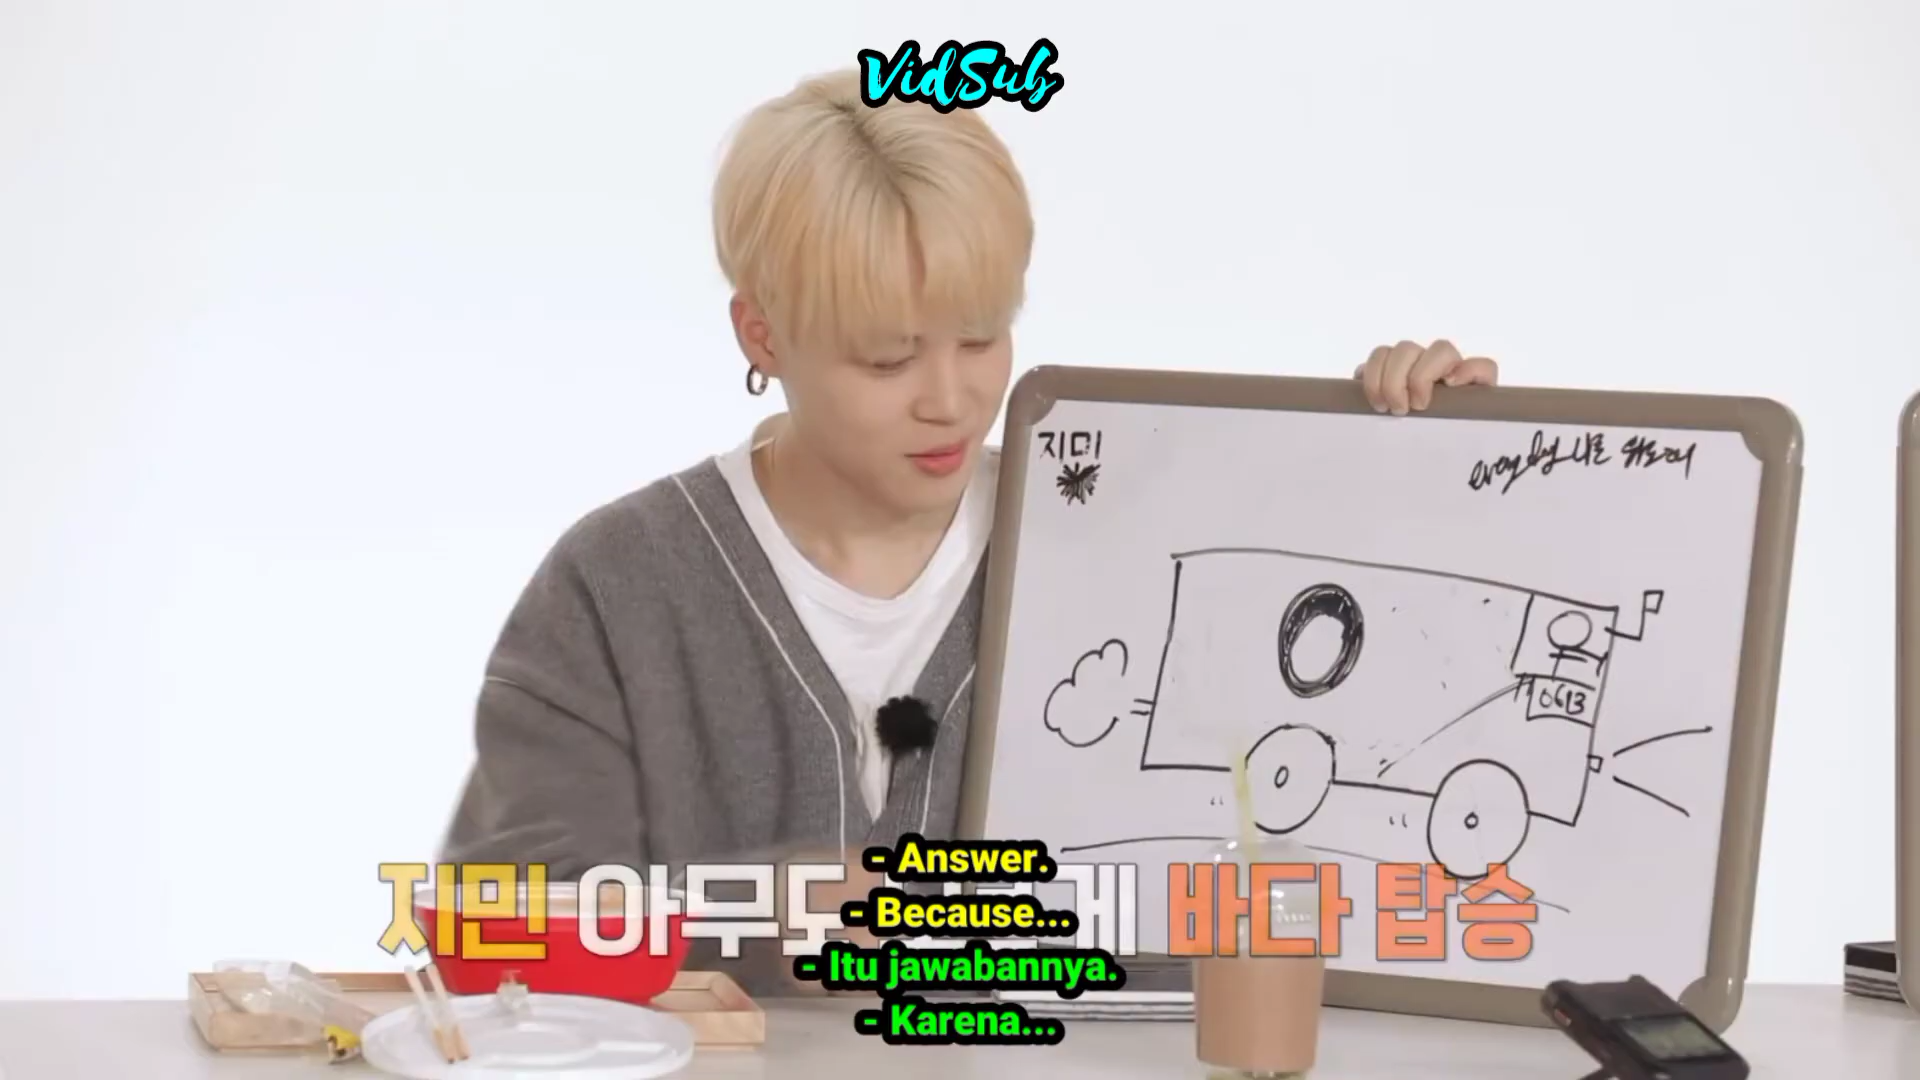 VidSub
지미
everyday 나를 위로해
0613
지민 아무도 게 바다 탑승
- Answer.
- Because...
- Itu jawabannya.
- Karena...